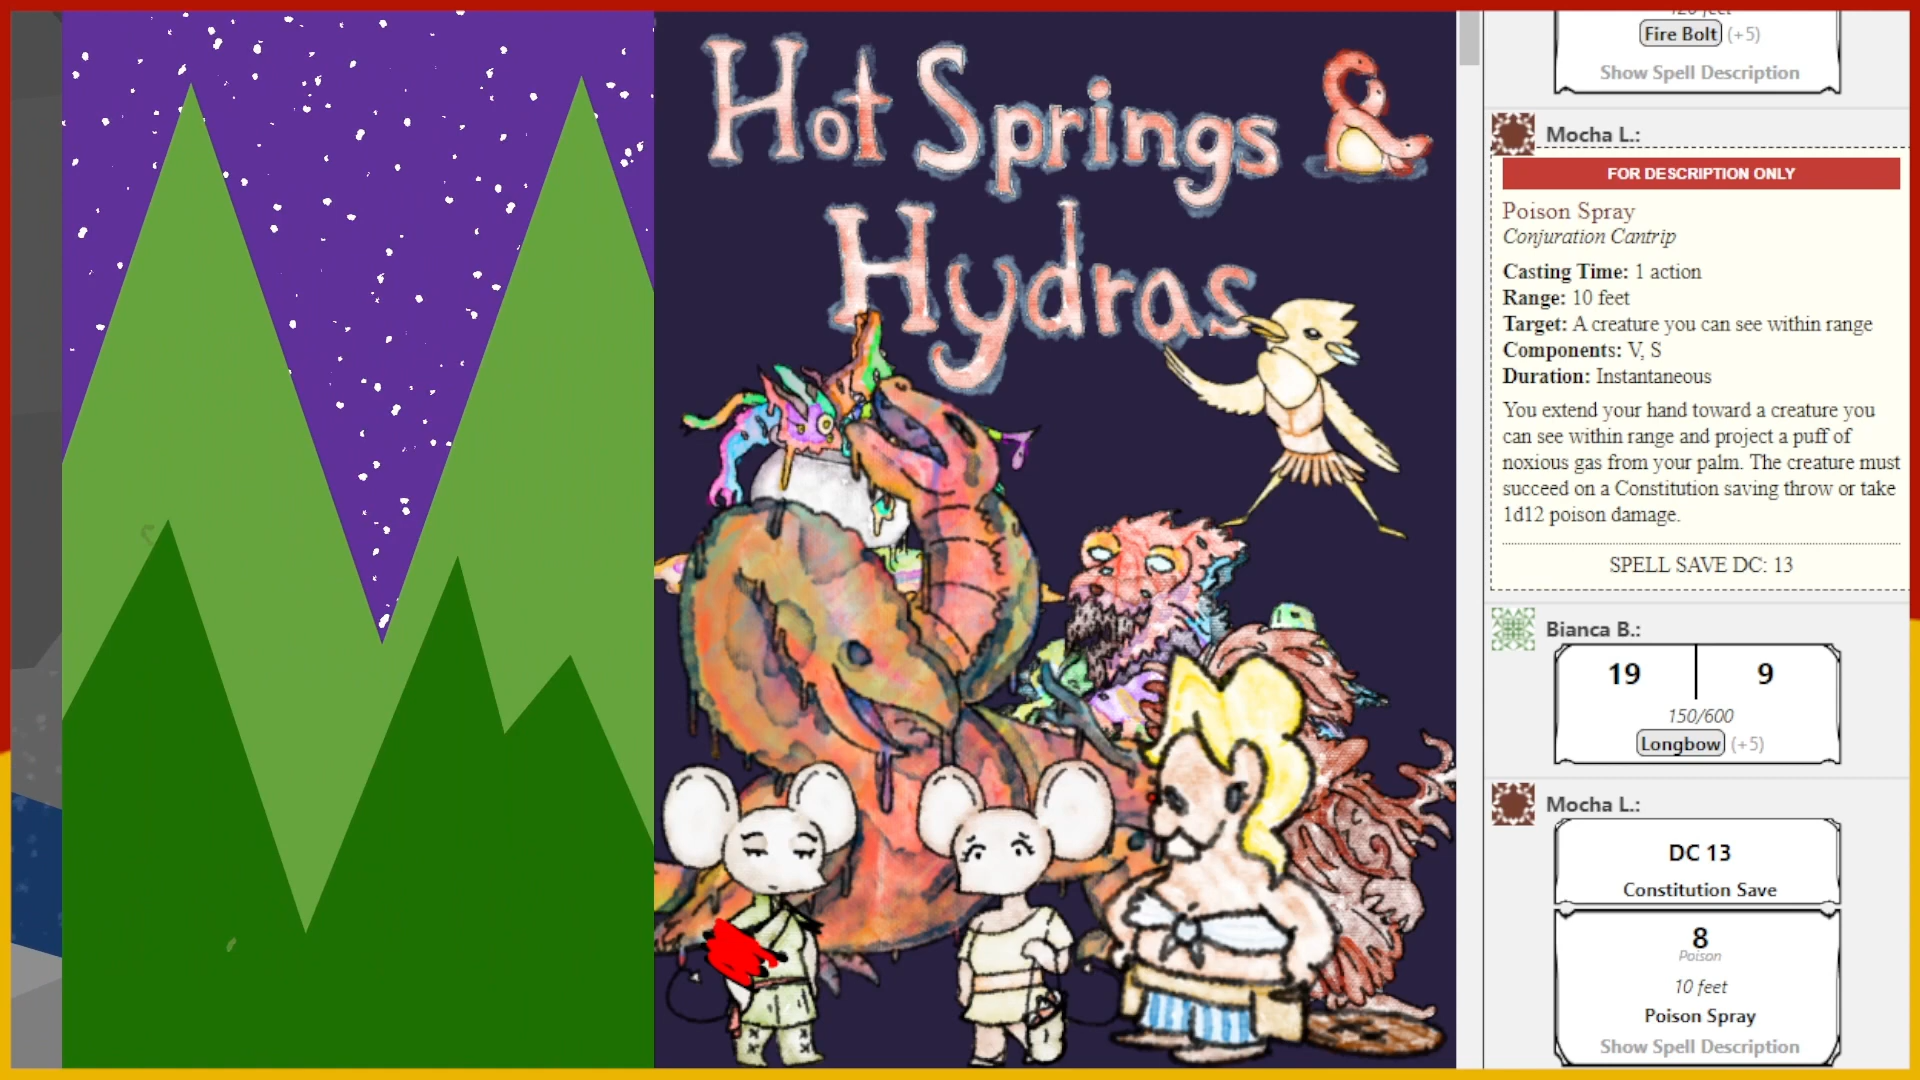 Hot Springs &
Hydras
120 feet
Fire Bolt (+5)
Show Spell Description
Mocha L.:
FOR DESCRIPTION ONLY
Poison Spray
Conjuration Cantrip
Casting Time: 1 action
Range: 10 feet
Target: A creature you can see within range
Components: V, S
Duration: Instantaneous
You extend your hand toward a creature you
can see within range and project a puff of
noxious gas from your palm. The creature must
succeed on a Constitution saving throw or take
1d12 poison damage.
SPELL SAVE DC: 13
Bianca B.:
19 9
150/600
Longbow (+5)
Mocha L.:
DC 13
Constitution Save
8
Poison
10 feet
Poison Spray
Show Spell Description